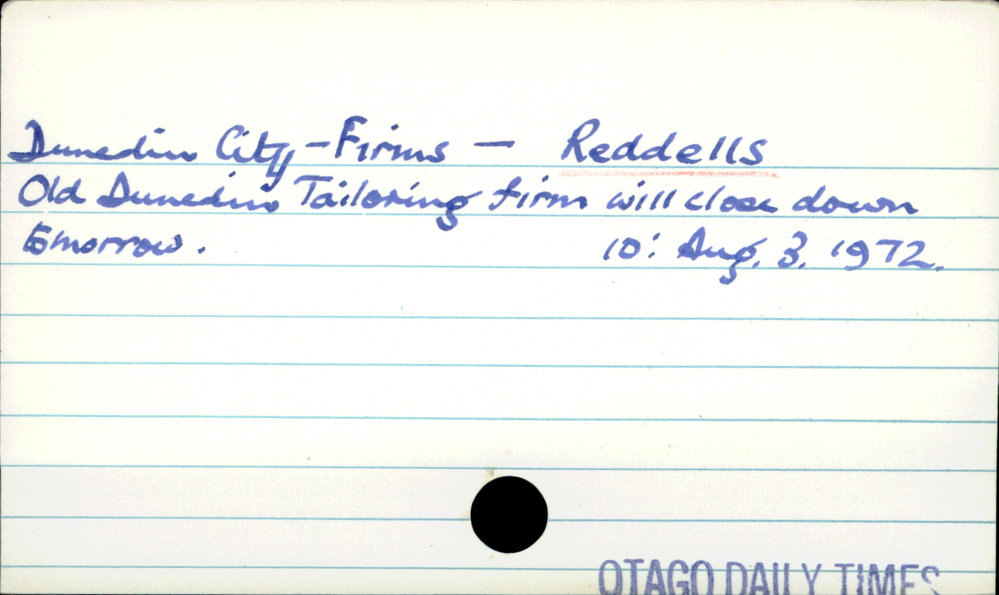 Dunedin City - Firms - Reddells
Old Dunedin Tailoring firm will close down
tomorrow. 10: Aug. 3. 1972.
OTAGO DAILY TIMES